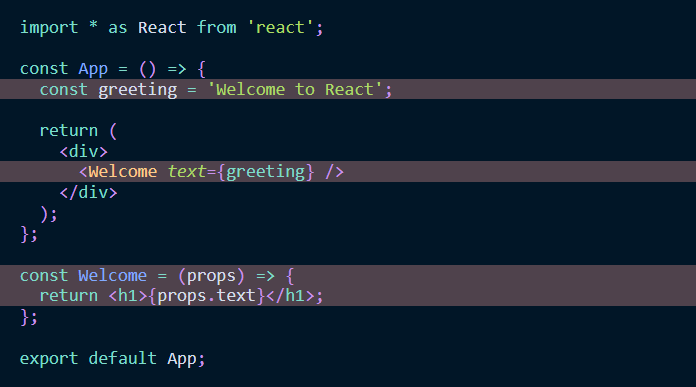 import * as React from 'react';
const App = () => {
  const greeting = 'Welcome to React';
  return (
    <div>
      <Welcome text={greeting} />
    </div>
  );
};
const Welcome = (props) => {
  return <h1>{props.text}</h1>;
};
export default App;